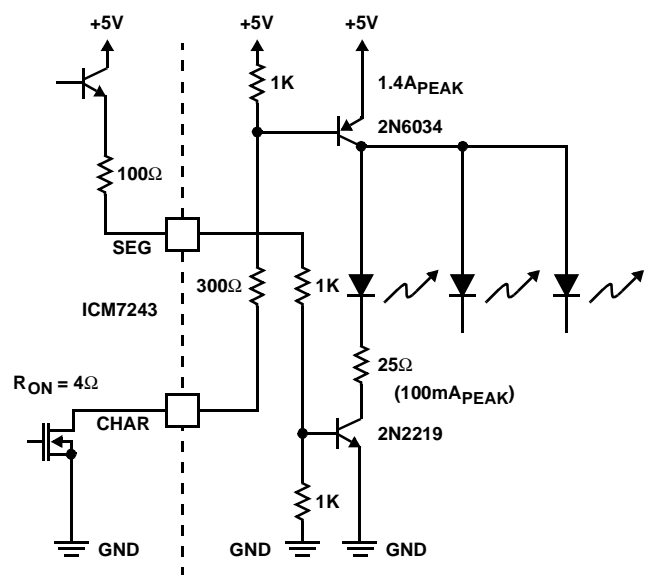 +5V
+5V
+5V
1K
1.4APEAK
2N6034
100Ω
SEG
300Ω
1K
ICM7243
25Ω
(100mAPEAK)
RON = 4Ω
CHAR
2N2219
1K
GND
GND
GND